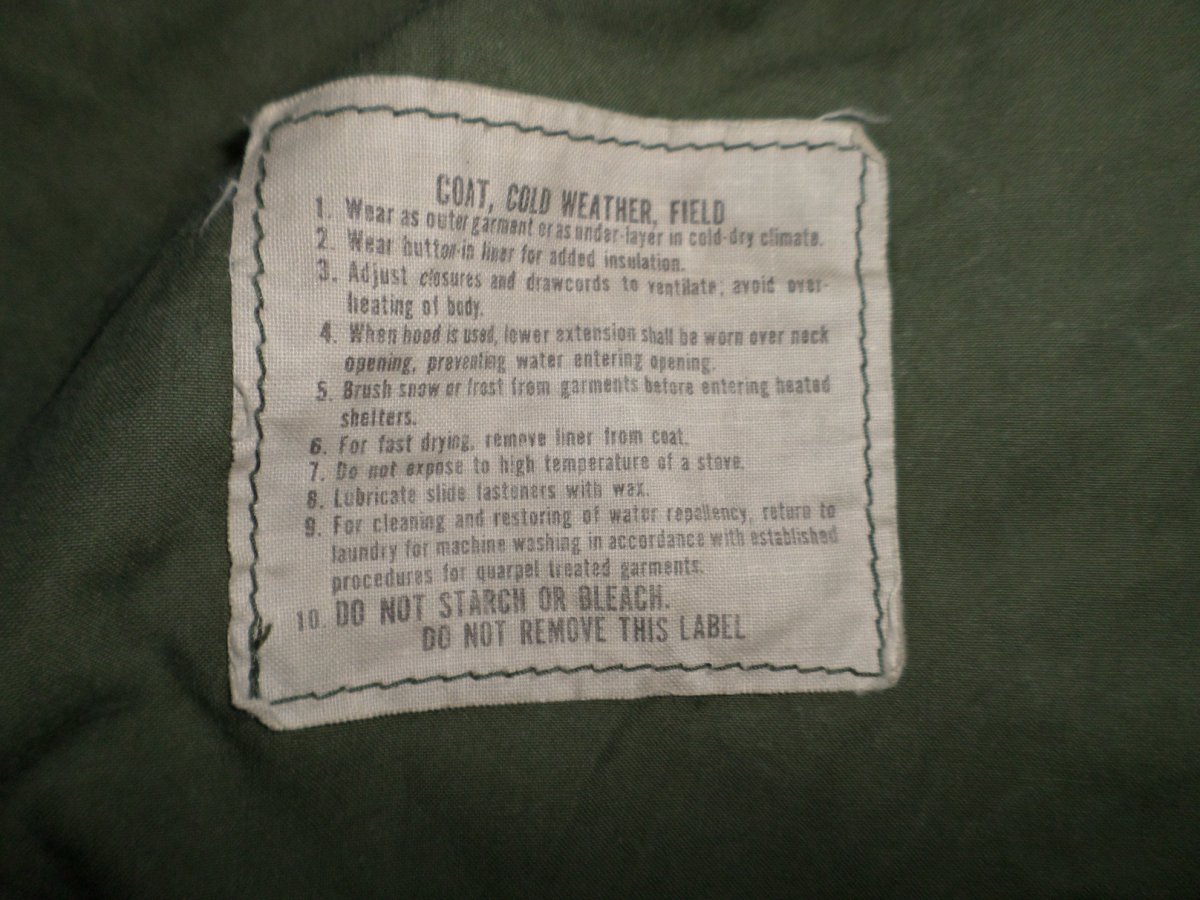 COAT, COLD WEATHER, FIELD
1. Wear as outer garment or as under-layer in cold-dry climate.
2. Wear button-in liner for added insulation.
3. Adjust closures and drawcords to ventilate; avoid over-
heating of body.
4. When hood is used, lower extension shall be worn over neck
opening, preventing water entering opening.
5. Brush snow or frost from garments before entering heated
shelters.
6. For fast drying, remove liner from coat.
7. Do not expose to high temperature of a stove.
8. Lubricate slide fasteners with wax.
9. For cleaning and restoring of water repellency, return to
laundry for machine washing in accordance with established
procedures for quarpel treated garments.
10. DO NOT STARCH OR BLEACH.
DO NOT REMOVE THIS LABEL